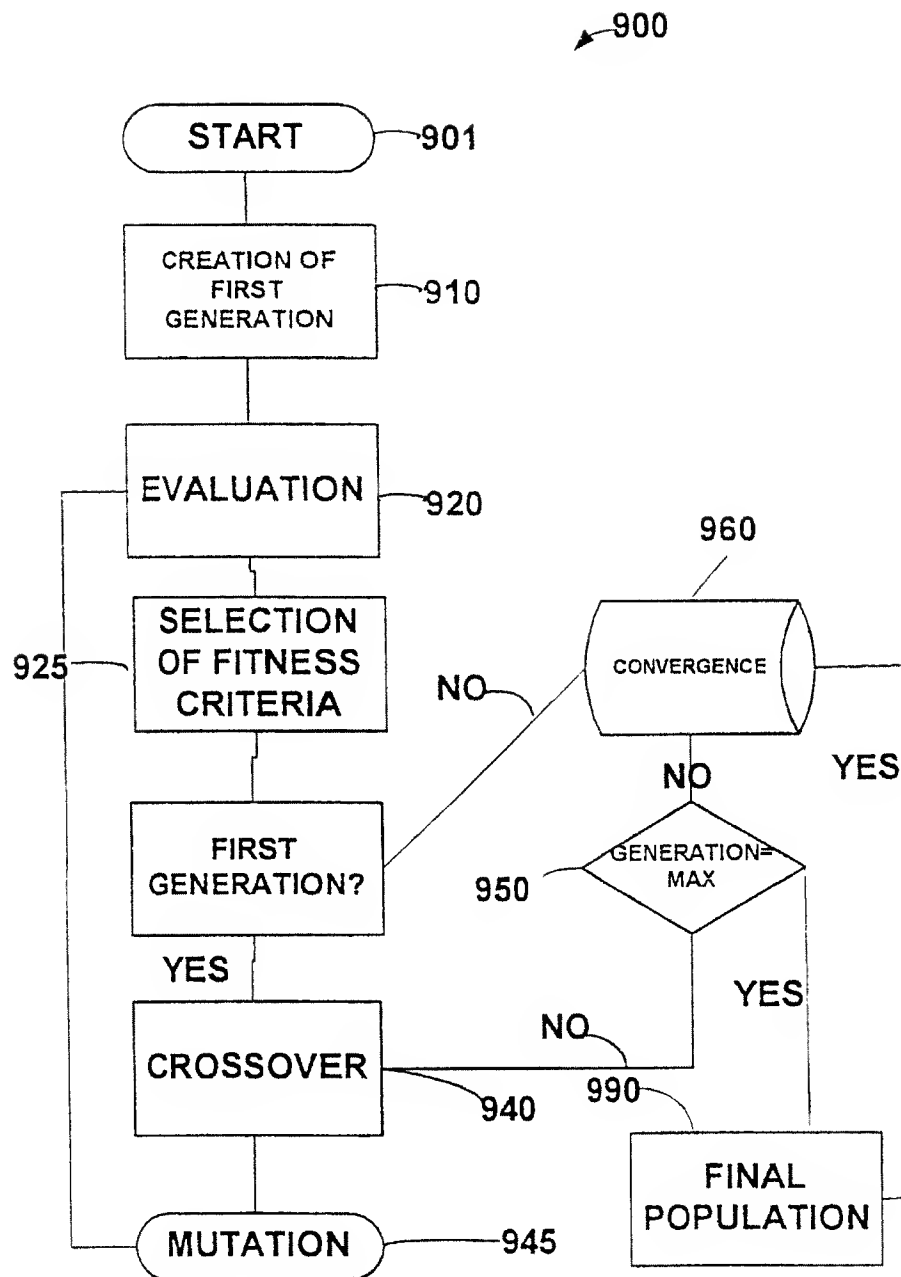 900
START
901
CREATION OF
FIRST
GENERATION
910
EVALUATION
920
960
SELECTION
OF FITNESS
CRITERIA
925
CONVERGENCE
NO
YES
NO
FIRST
GENERATION?
GENERATION=
MAX
950
YES
YES
CROSSOVER
NO
940
990
FINAL
POPULATION
MUTATION
945